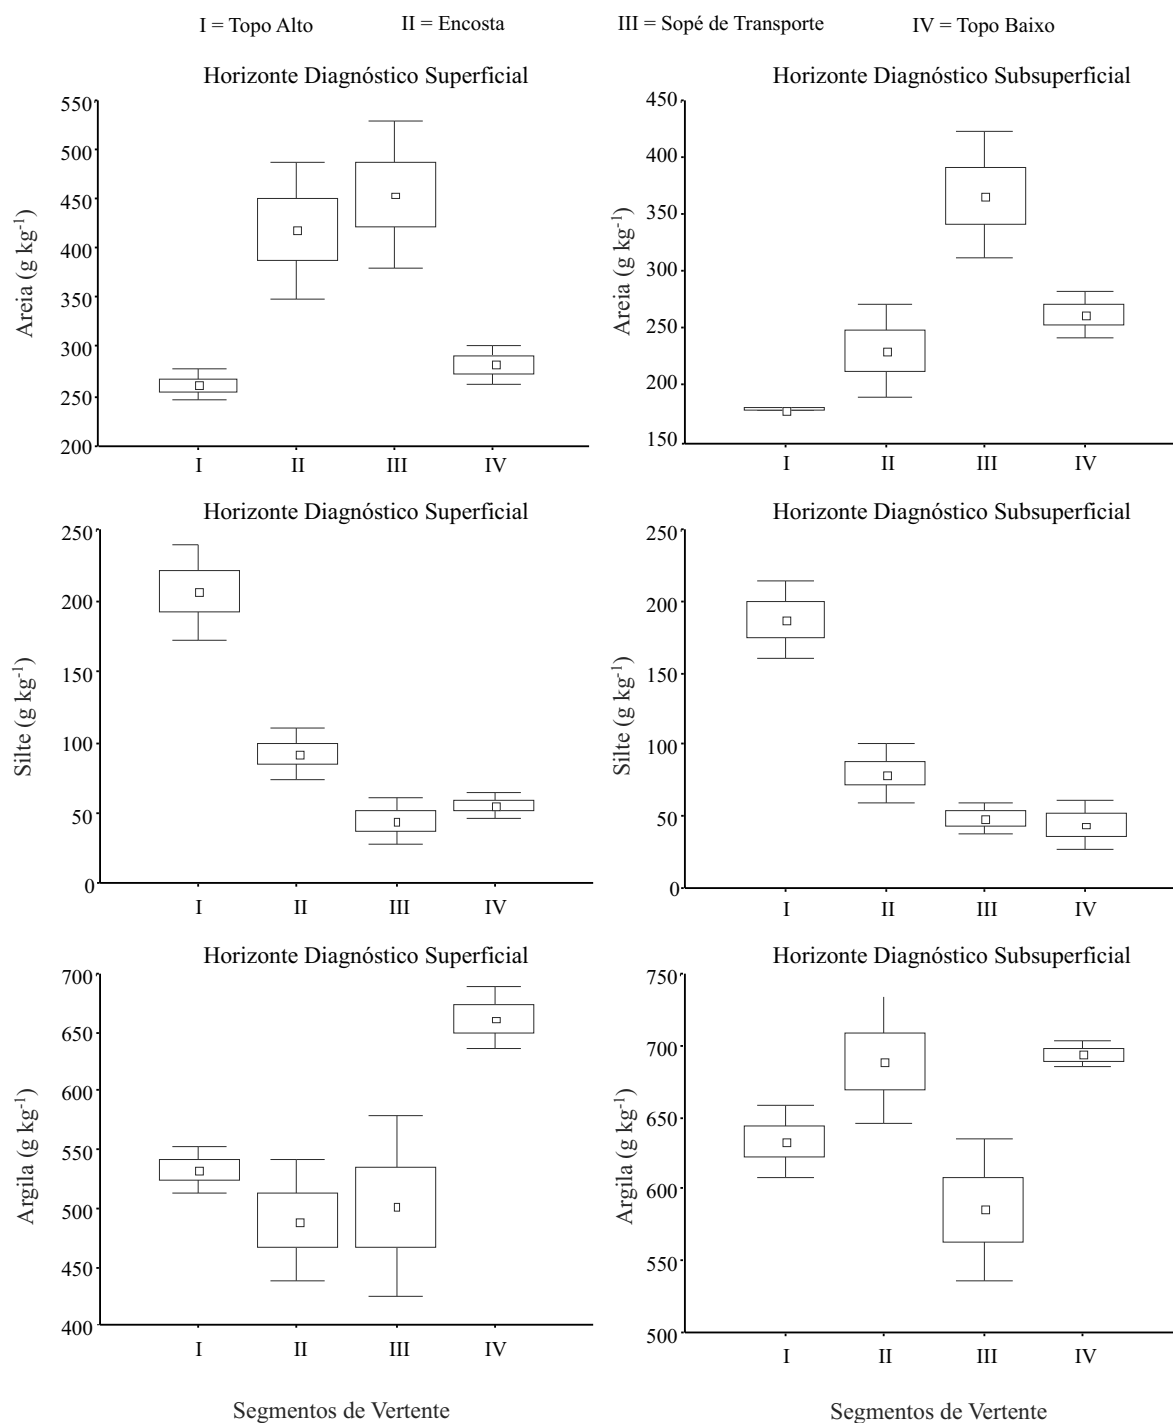 I = Topo Alto II = Encosta III = Sopé de Transporte IV = Topo Baixo
Horizonte Diagnóstico Superficial
550
500
450
400
350
300
250
200
Areia (g kg-1)
I II III IV
Horizonte Diagnóstico Subsuperficial
450
400
350
300
250
200
150
Areia (g kg-1)
I II III IV
Horizonte Diagnóstico Superficial
250
200
150
100
50
0
Silte (g kg-1)
I II III IV
Horizonte Diagnóstico Subsuperficial
250
200
150
100
50
0
Silte (g kg-1)
I II III IV
Horizonte Diagnóstico Superficial
700
650
600
550
500
450
400
Argila (g kg-1)
I II III IV
Segmentos de Vertente
Horizonte Diagnóstico Subsuperficial
750
700
650
600
550
500
Argila (g kg-1)
I II III IV
Segmentos de Vertente